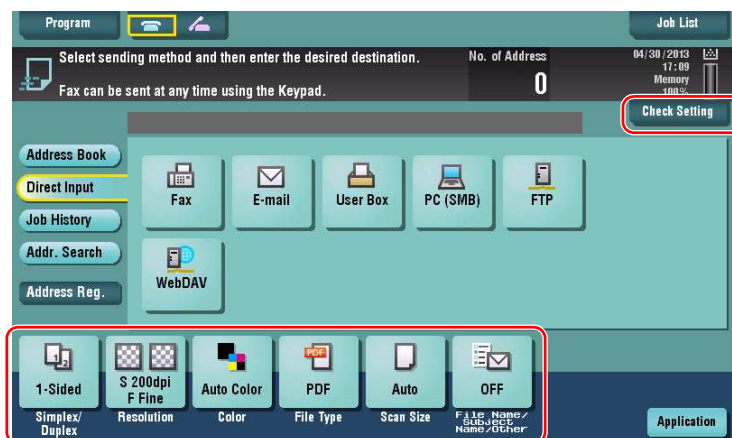 Program
Job List
Select sending method and then enter the desired destination.
No. of Address
04/30/2013
17:09
Memory
100%
Fax can be sent at any time using the Keypad.
0
Check Setting
Address Book
Direct Input
Job History
Addr. Search
Address Reg.
Fax
E-mail
User Box
PC (SMB)
FTP
WebDAV
1-Sided
S 200dpi
F Fine
Auto Color
PDF
PDF
Auto
OFF
Simplex/
Duplex
Resolution
Color
File Type
Scan Size
File Name/
Subject
Name/Other
Application